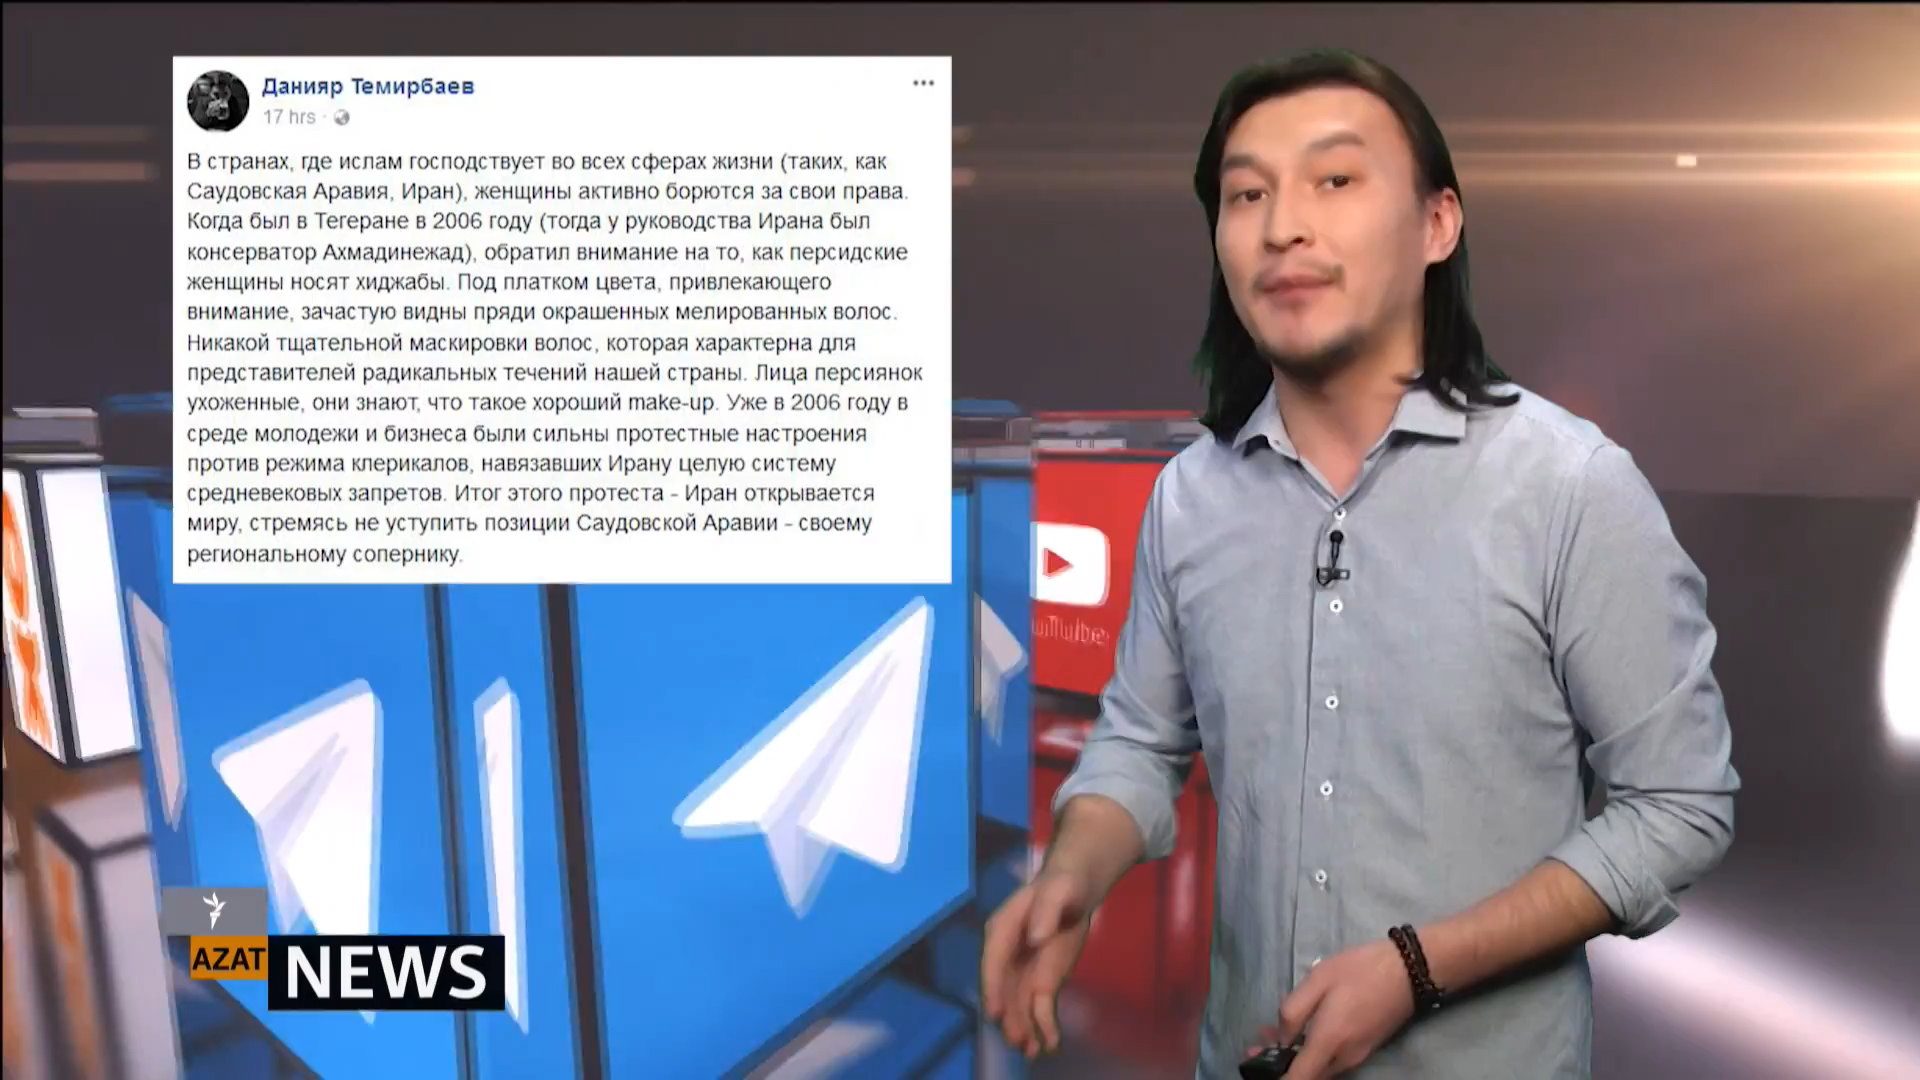 Данияр Темирбаев
17 hrs
В странах, где ислам господствует во всех сферах жизни (таких, как
Саудовская Аравия, Иран), женщины активно борются за свои права.
Когда был в Тегеране в 2006 году (тогда у руководства Ирана был
консерватор Ахмадинежад), обратил внимание на то, как персидские
женщины носят хиджабы. Под платком цвета, привлекающего
внимание, зачастую видны пряди окрашенных мелированных волос.
Никакой тщательной маскировки волос, которая характерна для
представителей радикальных течений нашей страны. Лица персиянок
ухоженные, они знают, что такое хороший make-up. Уже в 2006 году в
среде молодежи и бизнеса были сильны протестные настроения
против режима клерикалов, навязавших Ирану целую систему
средневековых запретов. Итог этого протеста - Иран открывается
миру, стремясь не уступить позиции Саудовской Аравии - своему
региональному сопернику.
uTube
AZAT
NEWS